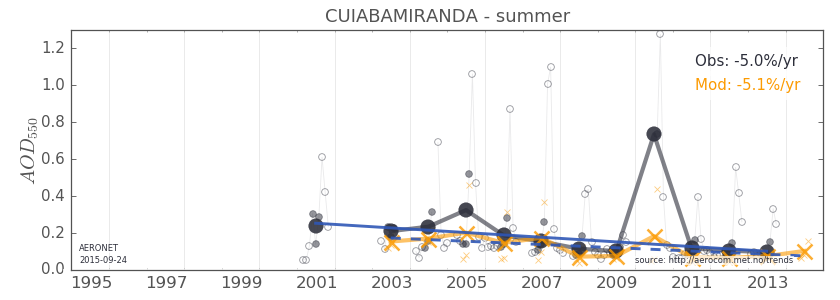 CUIABAMIRANDA - summer
1.2
1.0
0.8
0.6
0.4
0.2
0.0
AOD550
Obs: -5.0%/yr
Mod: -5.1%/yr
AERONET
2015-09-24
source: http://aerocom.met.no/trends
1995 1997 1999 2001 2003 2005 2007 2009 2011 2013